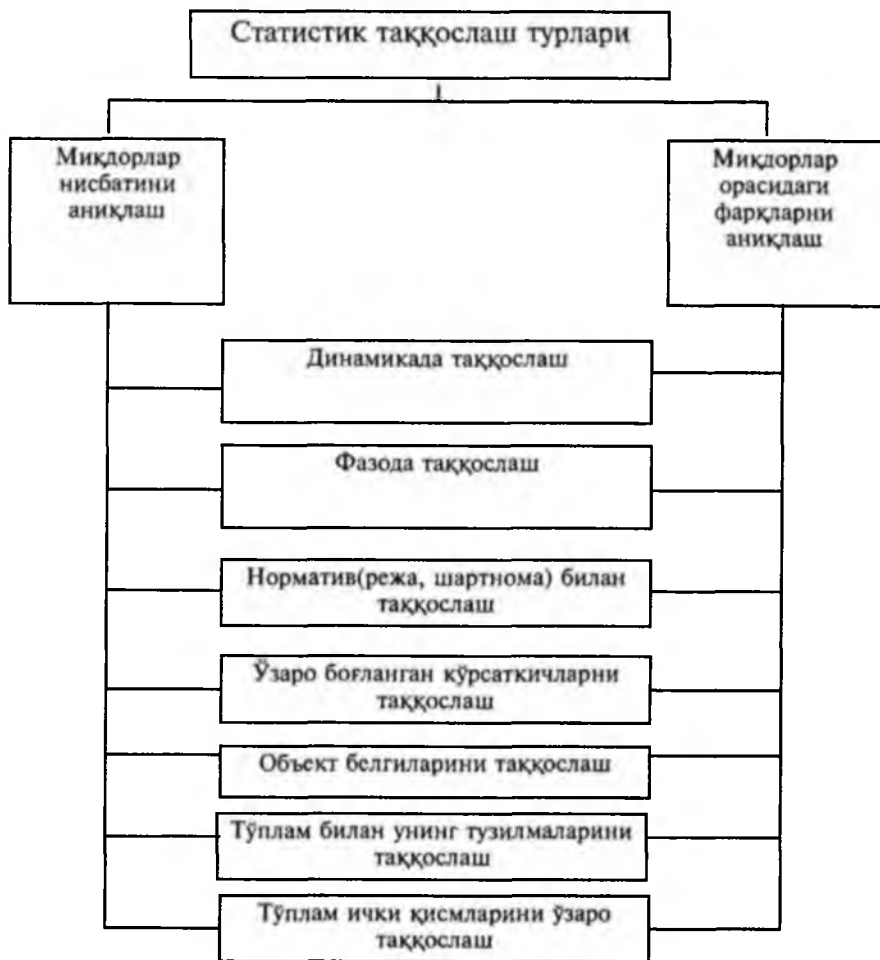 Статистик таққослаш турлари
Миқдорлар
нисбатини
аниқлаш
Миқдорлар
орасидаги
фарқларни
аниқлаш
Динамикада таққослаш
Фазода таққослаш
Норматив(режа, шартнома) билан
таққослаш
Ўзаро боғланган кўрсаткичларни
таққослаш
Объект белгиларини таққослаш
Тўплам билан унинг тузилмаларини
таққослаш
Тўплам ички қисмларини ўзаро
таққослаш